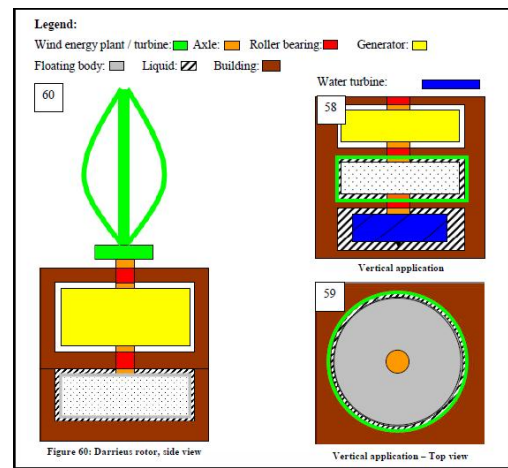 Legend:
Wind energy plant / turbine: Axle: Roller bearing: Generator:
Floating body: Liquid: Building:
Water turbine:
60
58
Vertical application
59
Figure 60: Darrieus rotor, side view
Vertical application – Top view